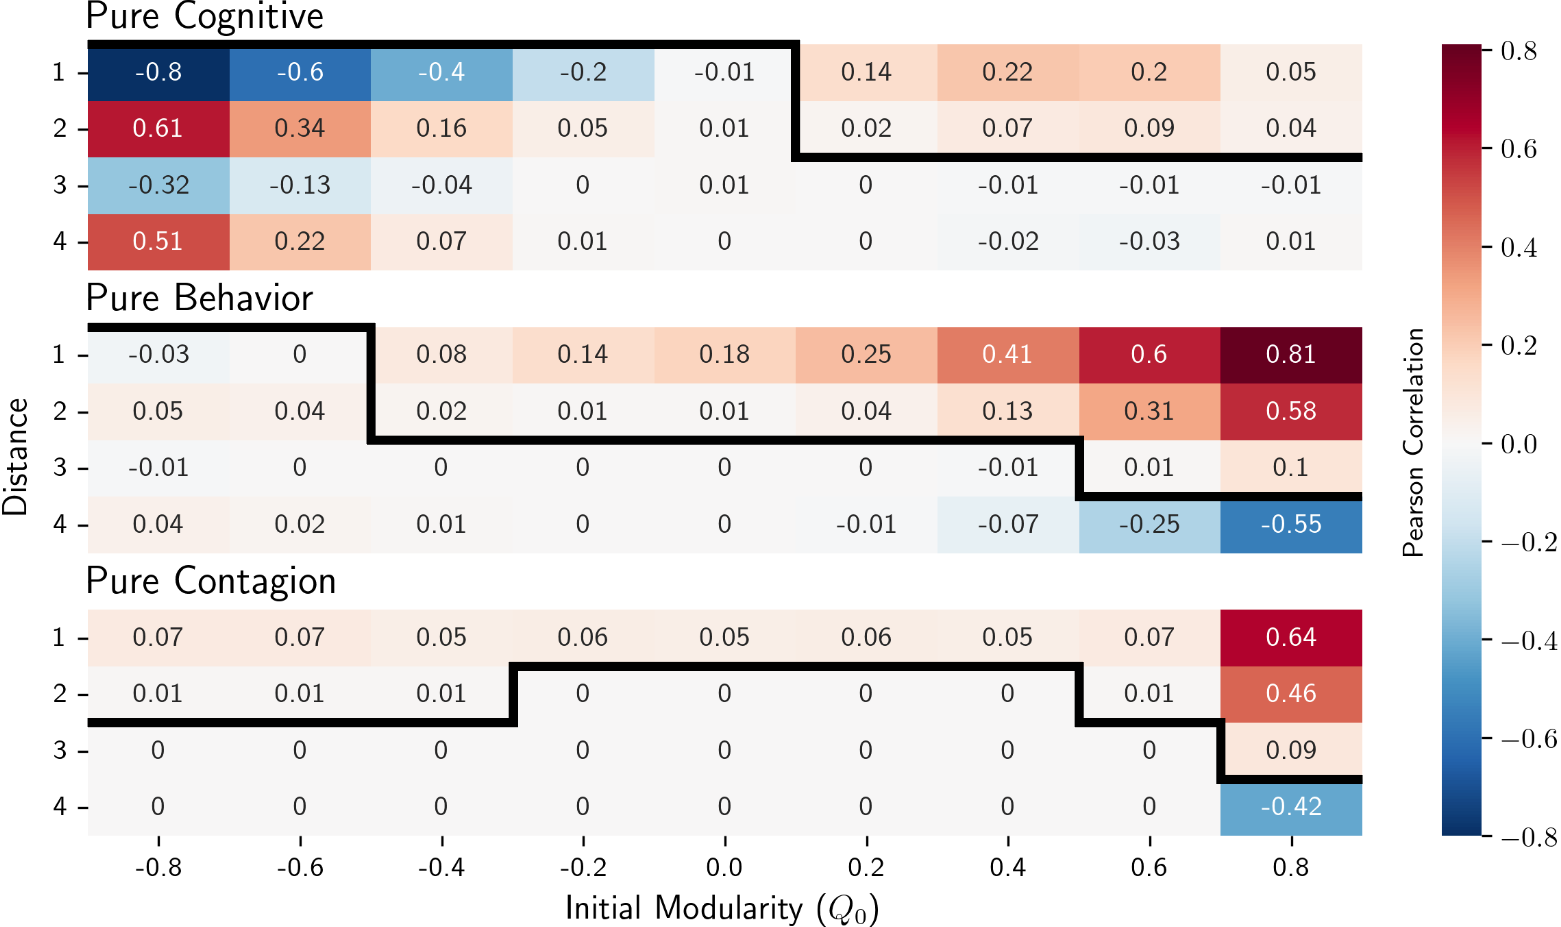 Pure Cognitive
1 -0.8 -0.6 -0.4 -0.2 -0.01 0.14 0.22 0.2 0.05
2 0.61 0.34 0.16 0.05 0.01 0.02 0.07 0.09 0.04
3 -0.32 -0.13 -0.04 0 0.01 0 -0.01 -0.01 -0.01
4 0.51 0.22 0.07 0.01 0 0 -0.02 -0.03 0.01
Pure Behavior
1 -0.03 0 0.08 0.14 0.18 0.25 0.41 0.6 0.81
2 0.05 0.04 0.02 0.01 0.01 0.04 0.13 0.31 0.58
3 -0.01 0 0 0 0 0 -0.01 0.01 0.1
4 0.04 0.02 0.01 0 0 -0.01 -0.07 -0.25 -0.55
Pure Contagion
1 0.07 0.07 0.05 0.06 0.05 0.06 0.05 0.07 0.64
2 0.01 0.01 0.01 0 0 0 0 0.01 0.46
3 0 0 0 0 0 0 0 0 0.09
4 0 0 0 0 0 0 0 0 -0.42
-0.8 -0.6 -0.4 -0.2 0.0 0.2 0.4 0.6 0.8
Initial Modularity (Q₀)
Distance
0.8
0.6
0.4
0.2
0.0
−0.2
−0.4
−0.6
−0.8
Pearson Correlation